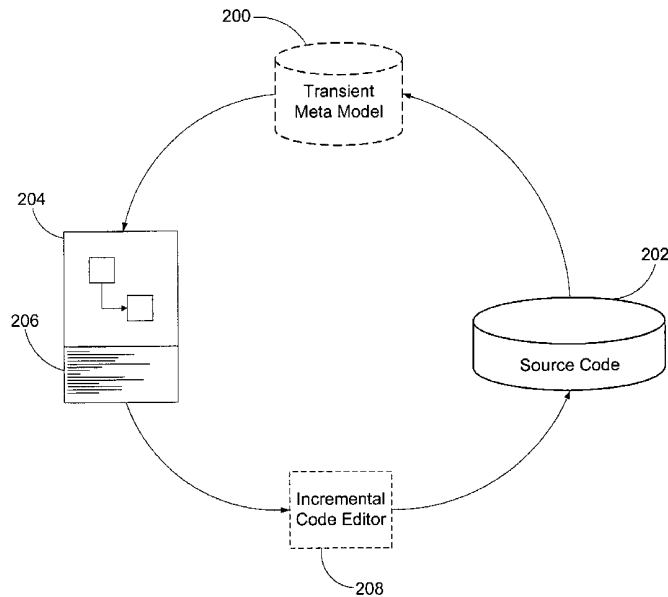 200
Transient
Meta Model
204
202
206
Source Code
Incremental
Code Editor
208